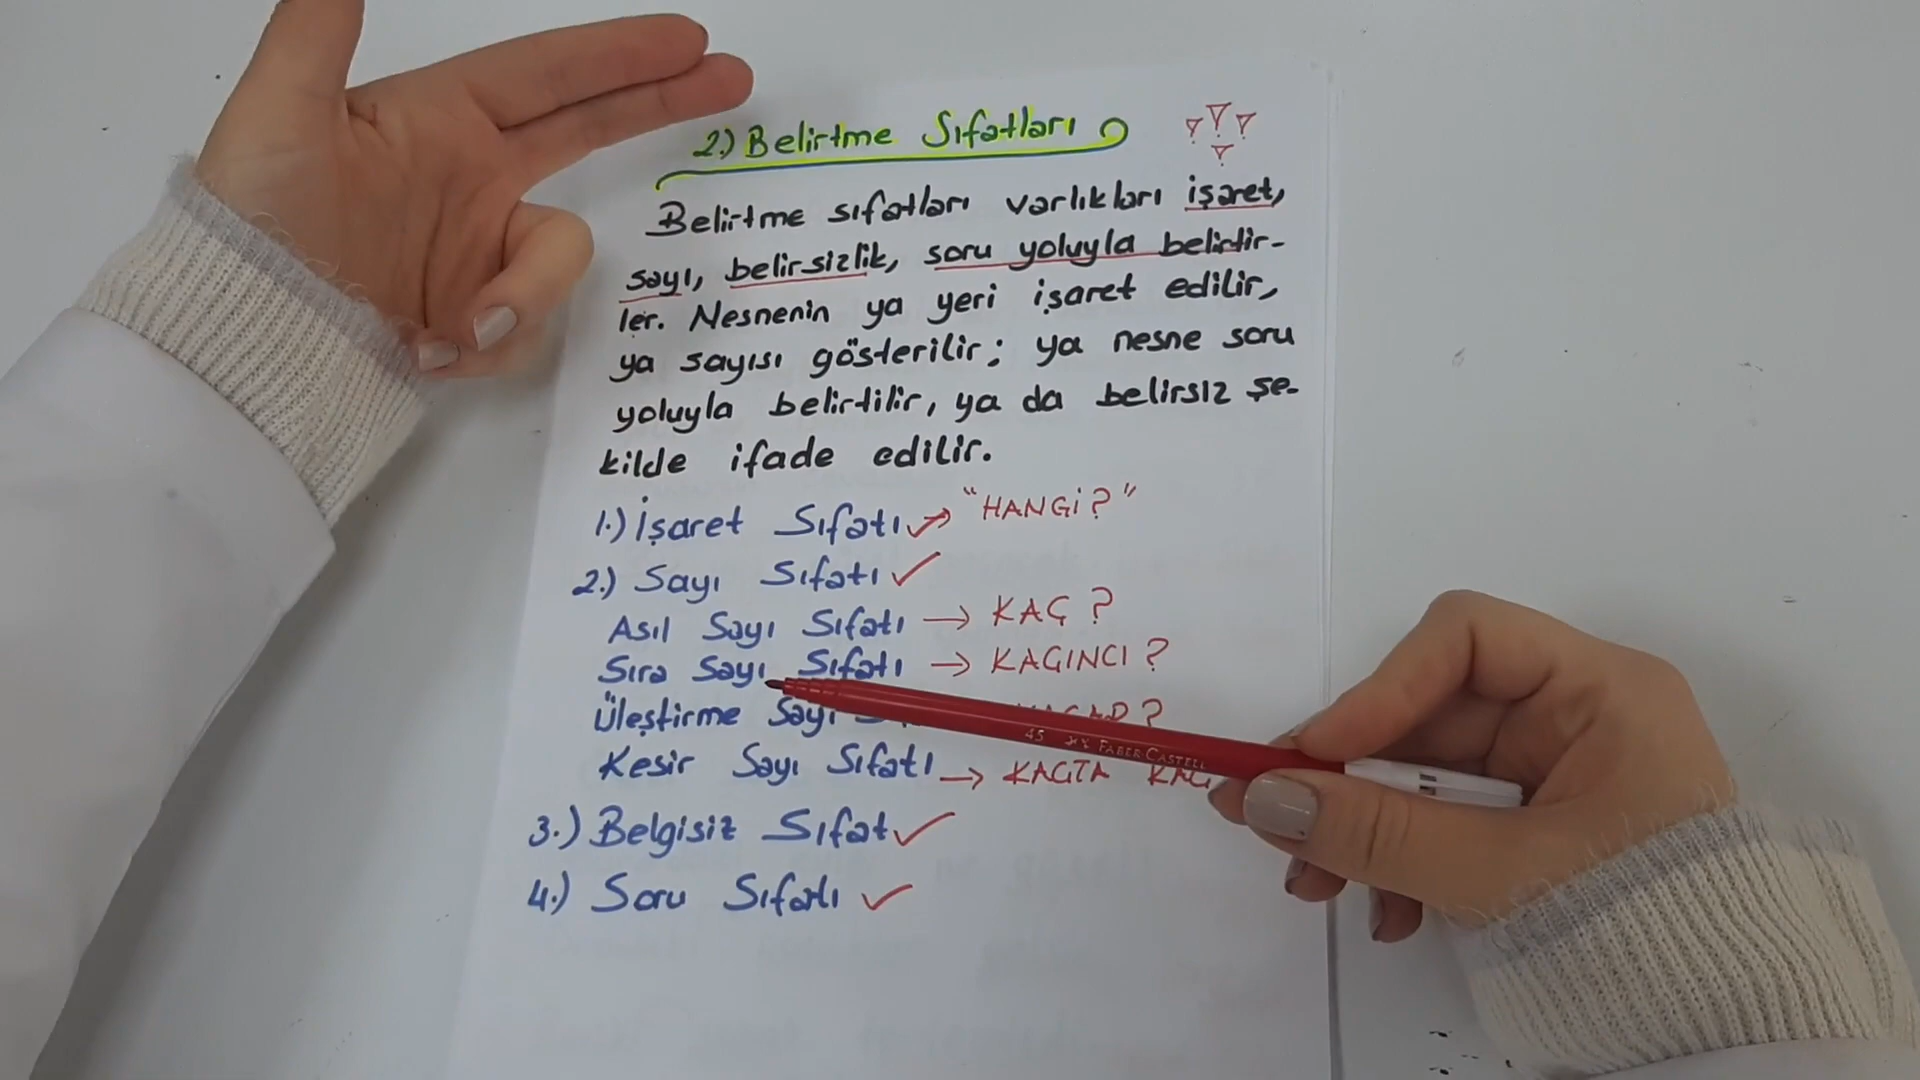 2.) Belirtme Sıfatları
Belirtme sıfatları varlıkları işaret,
sayı, belirsizlik, soru yoluyla belirtir-
ler. Nesnenin ya yeri işaret edilir,
ya sayısı gösterilir; ya nesne soru
yoluyla belirtilir, ya da belirsiz şe-
kilde ifade edilir.
1.) İşaret Sıfatı → "HANGİ?"
2.) Sayı Sıfatı
Asıl Sayı Sıfatı → KAÇ?
Sıra Sayı Sıfatı → KAÇINCI?
Üleştirme Sayı
Kesir Sayı Sıfatı → KAÇTA KAÇ
3.) Belgisiz Sıfat
4.) Soru Sıfatı
45 FABER-CASTELL